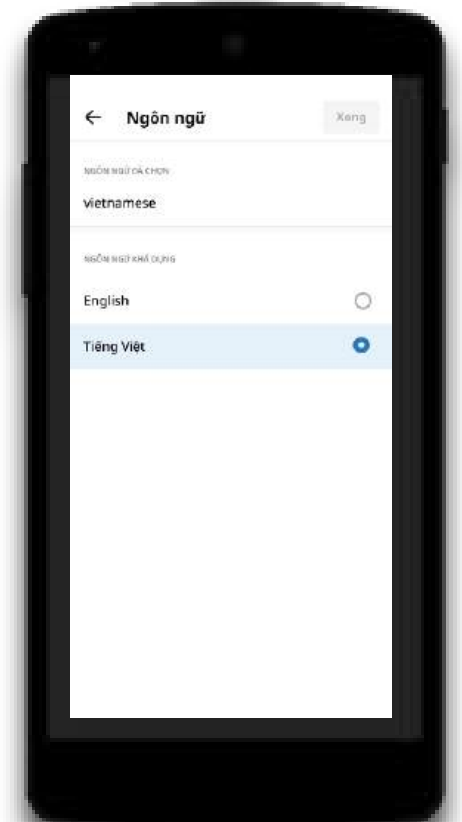 Ngôn ngữ
Xong
NGÔN NGỮ ĐÃ CHỌN
vietnamese
NGÔN NGỮ KHẢ DỤNG
English
Tiếng Việt